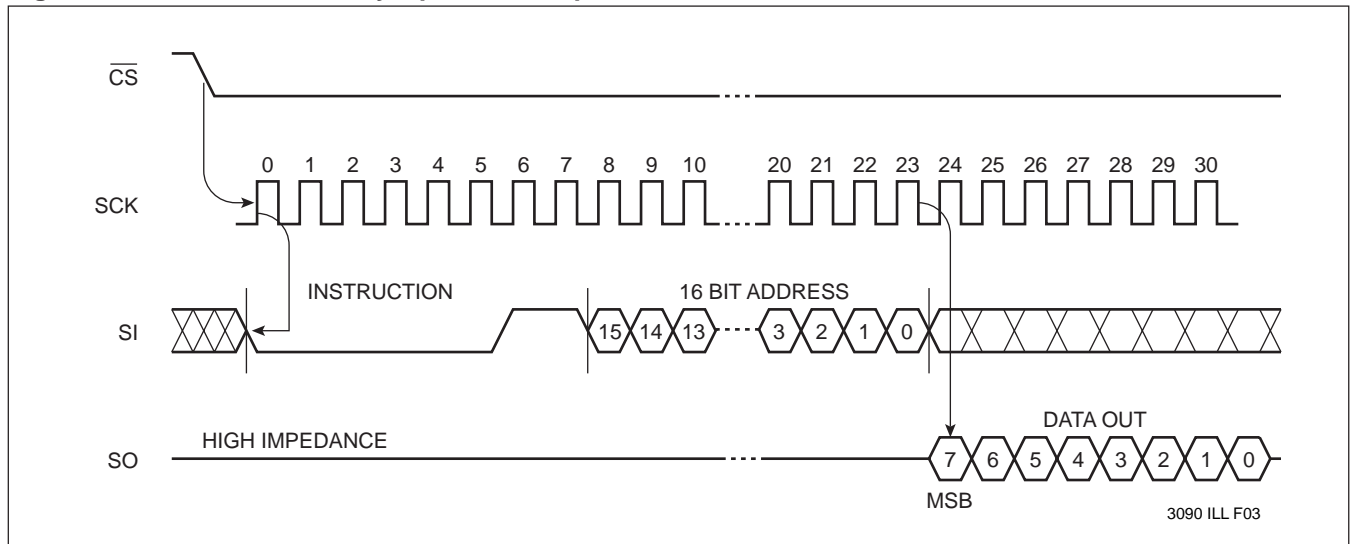 CS
0 1 2 3 4 5 6 7 8 9 10 20 21 22 23 24 25 26 27 28 29 30
SCK
INSTRUCTION 16 BIT ADDRESS
SI 15 14 13 3 2 1 0
DATA OUT
HIGH IMPEDANCE
SO 7 6 5 4 3 2 1 0
MSB
3090 ILL F03